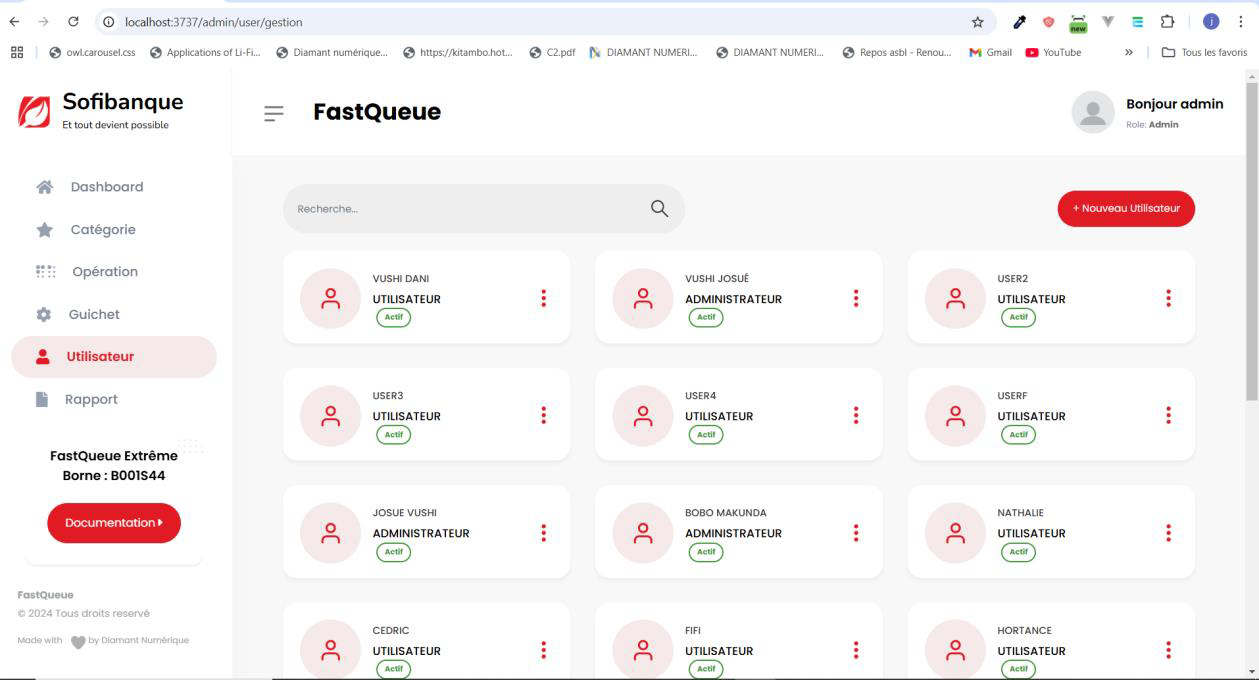 localhost:3737/admin/user/gestion
new
j
owl.carousel.css
Applications of Li-Fi...
Diamant numérique...
https://kitambo.hot...
C2.pdf
DIAMANT NUMERI...
DIAMANT NUMERI...
Repos asbl - Renou...
Gmail
YouTube
»
Tous les favoris
Sofibanque
Et tout devient possible
FastQueue
Bonjour admin
Role: Admin
Dashboard
Catégorie
Opération
Guichet
Utilisateur
Rapport
FastQueue Extrême
Borne : B001S44
Documentation
FastQueue
© 2024 Tous droits reservé
Made with by Diamant Numérique
Recherche...
+ Nouveau Utilisateur
VUSHI DANI
UTILISATEUR
Actif
VUSHI JOSUÉ
ADMINISTRATEUR
Actif
USER2
UTILISATEUR
Actif
USER3
UTILISATEUR
Actif
USER4
UTILISATEUR
Actif
USERF
UTILISATEUR
Actif
JOSUE VUSHI
ADMINISTRATEUR
Actif
BOBO MAKUNDA
ADMINISTRATEUR
Actif
NATHALIE
UTILISATEUR
Actif
CEDRIC
UTILISATEUR
Actif
FIFI
UTILISATEUR
Actif
HORTANCE
UTILISATEUR
Actif